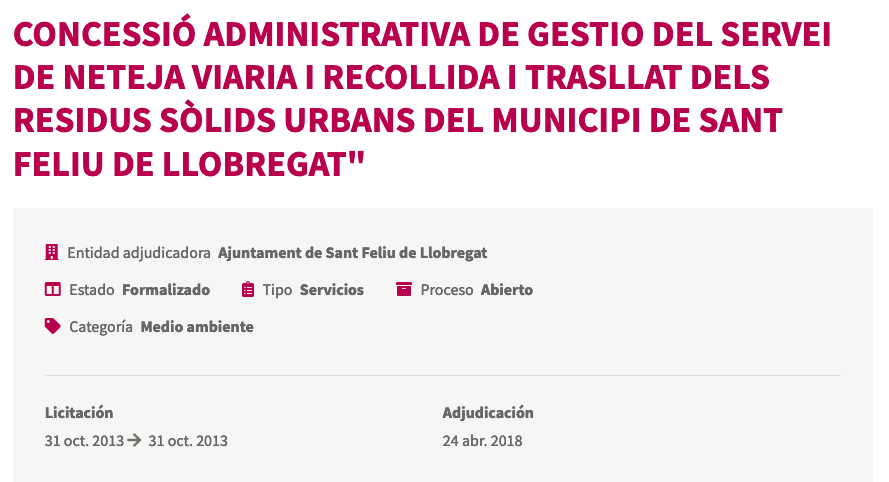 CONCESSIÓ ADMINISTRATIVA DE GESTIO DEL SERVEI
DE NETEJA VIARIA I RECOLLIDA I TRASLLAT DELS
RESIDUS SÒLIDS URBANS DEL MUNICIPI DE SANT
FELIU DE LLOBREGAT"
Entidad adjudicadora Ajuntament de Sant Feliu de Llobregat
Estado Formalizado Tipo Servicios Proceso Abierto
Categoría Medio ambiente
Licitación Adjudicación
31 oct. 2013 → 31 oct. 2013 24 abr. 2018